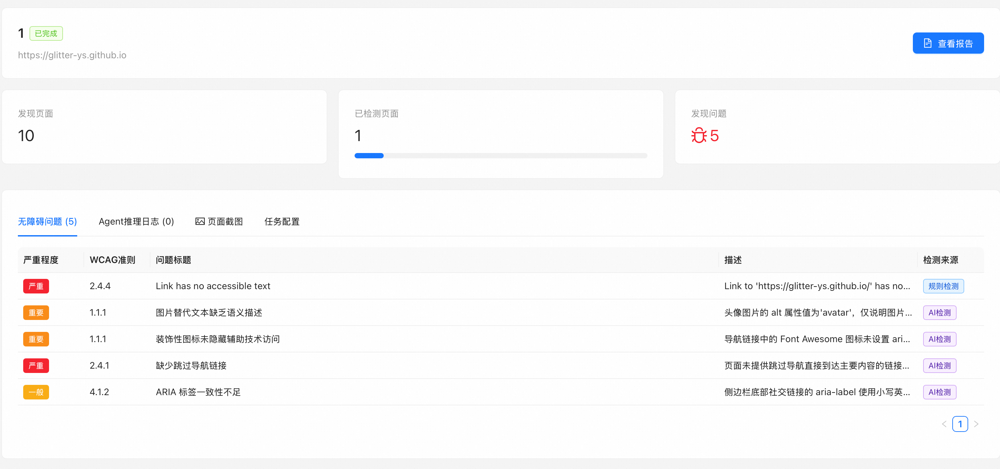 1 已完成
https://glitter-ys.github.io
查看报告
发现页面
10
已检测页面
1
发现问题
5
无障碍问题 (5) Agent推理日志 (0) 页面截图 任务配置
严重程度 WCAG准则 问题标题 描述 检测来源
严重 2.4.4 Link has no accessible text Link to 'https://glitter-ys.github.io/' has no... 规则检测
重要 1.1.1 图片替代文本缺乏语义描述 头像图片的 alt 属性值为'avatar'，仅说明图片... AI检测
重要 1.1.1 装饰性图标未隐藏辅助技术访问 导航链接中的 Font Awesome 图标未设置 ari... AI检测
严重 2.4.1 缺少跳过导航链接 页面未提供跳过导航直接到达主要内容的链接... AI检测
一般 4.1.2 ARIA 标签一致性不足 侧边栏底部社交链接的 aria-label 使用小写英... AI检测
1